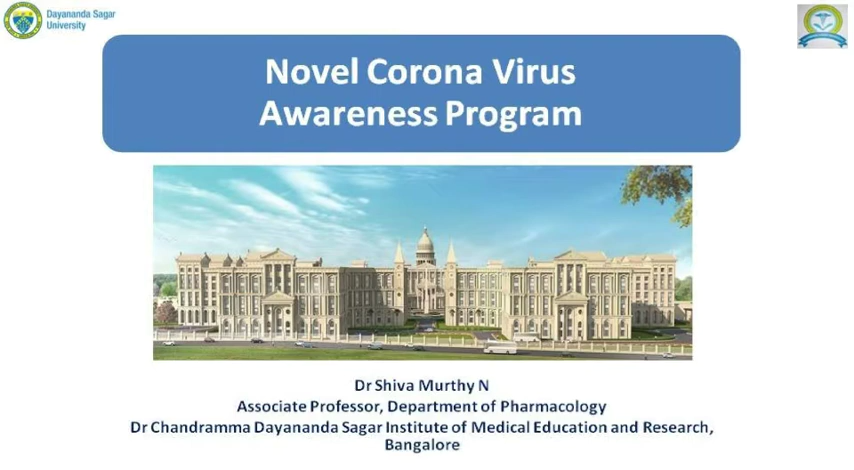 Dayananda Sagar
University
Novel Corona Virus
Awareness Program
Dr Shiva Murthy N
Associate Professor, Department of Pharmacology
Dr Chandramma Dayananda Sagar Institute of Medical Education and Research,
Bangalore